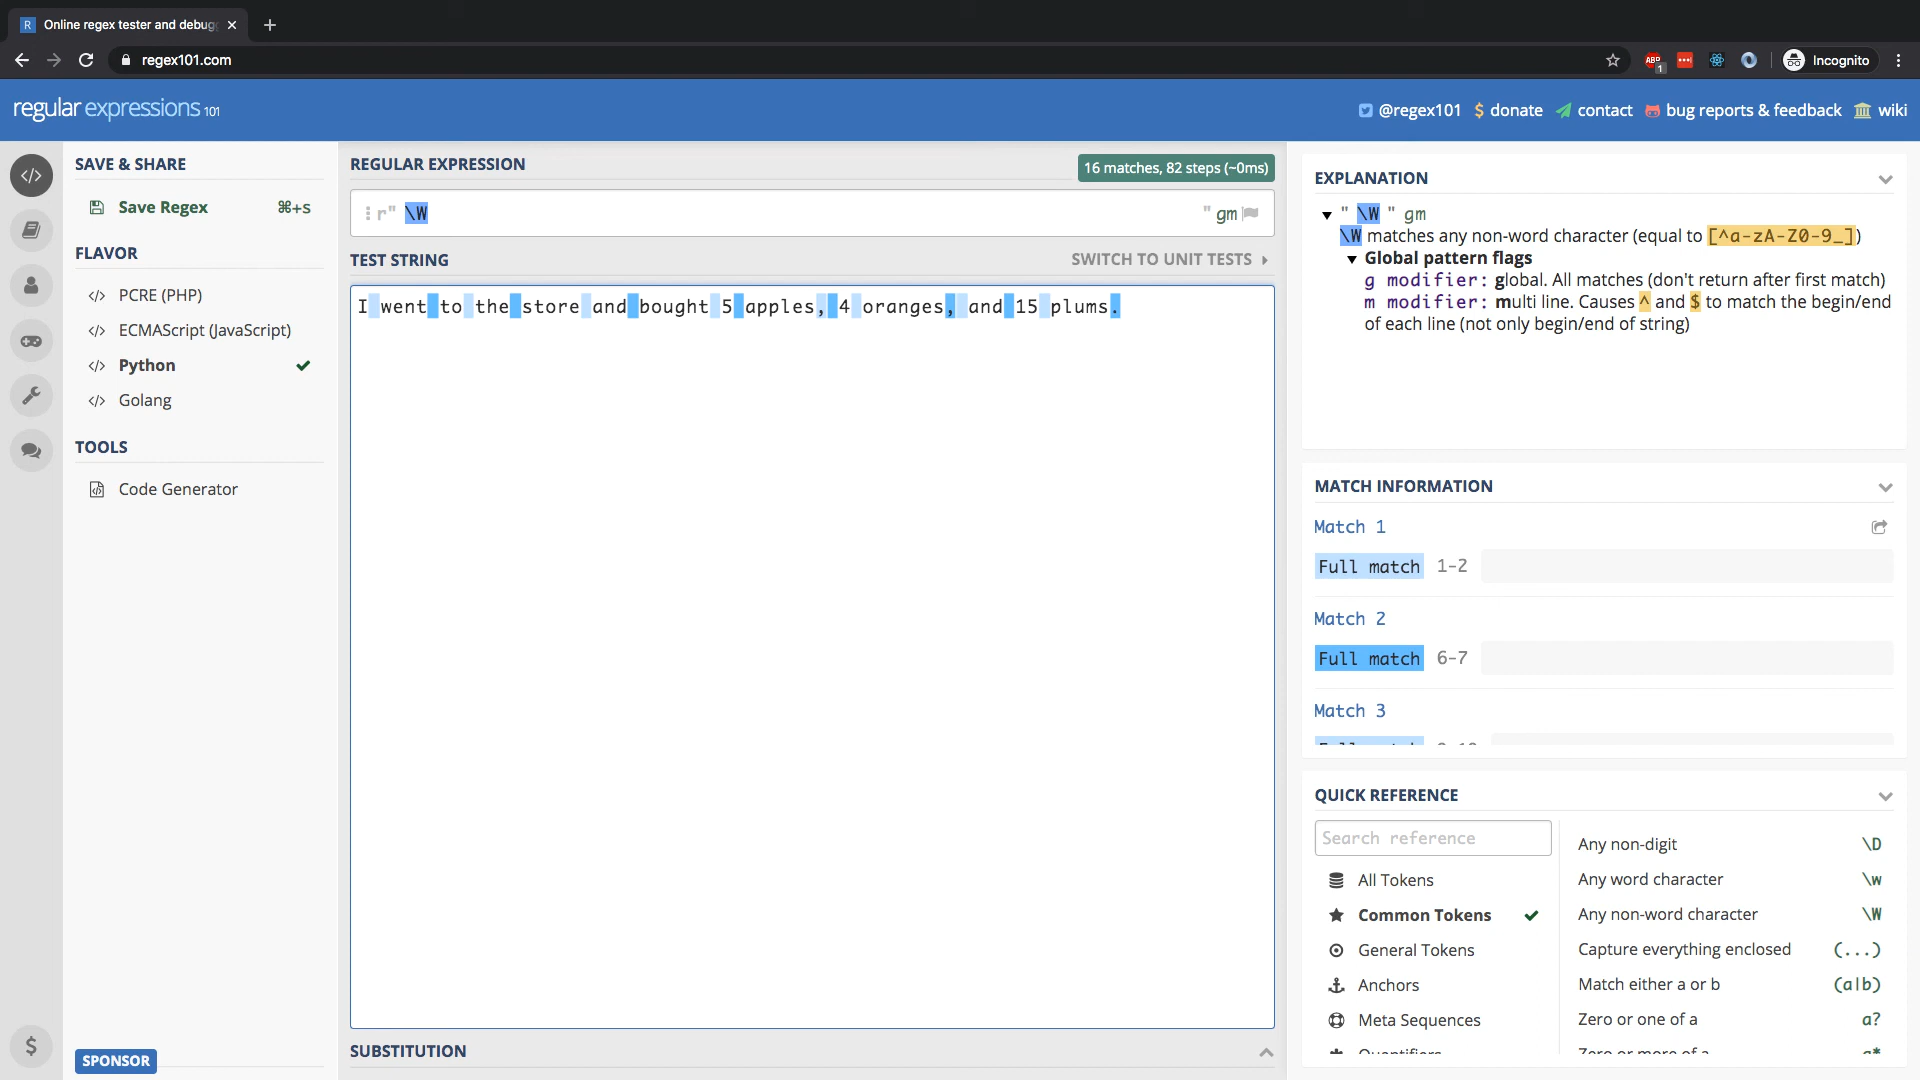 R Online regex tester and debug
regex101.com
ABP 1
Incognito
regular expressions 101
@regex101 $ donate contact bug reports & feedback wiki
SAVE & SHARE
Save Regex ⌘+s
FLAVOR
</> PCRE (PHP)
</> ECMAScript (JavaScript)
</> Python
</> Golang
TOOLS
Code Generator
SPONSOR
REGULAR EXPRESSION
16 matches, 82 steps (~0ms)
r" \W " gm
TEST STRING
SWITCH TO UNIT TESTS
I went to the store and bought 5 apples, 4 oranges, and 15 plums.
SUBSTITUTION
EXPLANATION
" \W " gm
\W matches any non-word character (equal to [^a-zA-Z0-9_])
Global pattern flags
g modifier: global. All matches (don't return after first match)
m modifier: multi line. Causes ^ and $ to match the begin/end
of each line (not only begin/end of string)
MATCH INFORMATION
Match 1
Full match 1-2
Match 2
Full match 6-7
Match 3
QUICK REFERENCE
Search reference
All Tokens
Common Tokens
General Tokens
Anchors
Meta Sequences
Any non-digit \D
Any word character \w
Any non-word character \W
Capture everything enclosed (...)
Match either a or b (a|b)
Zero or one of a a?